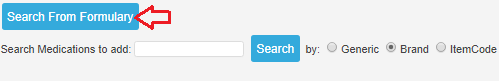 Search From Formulary
Search Medications to add: Search by: Generic Brand ItemCode